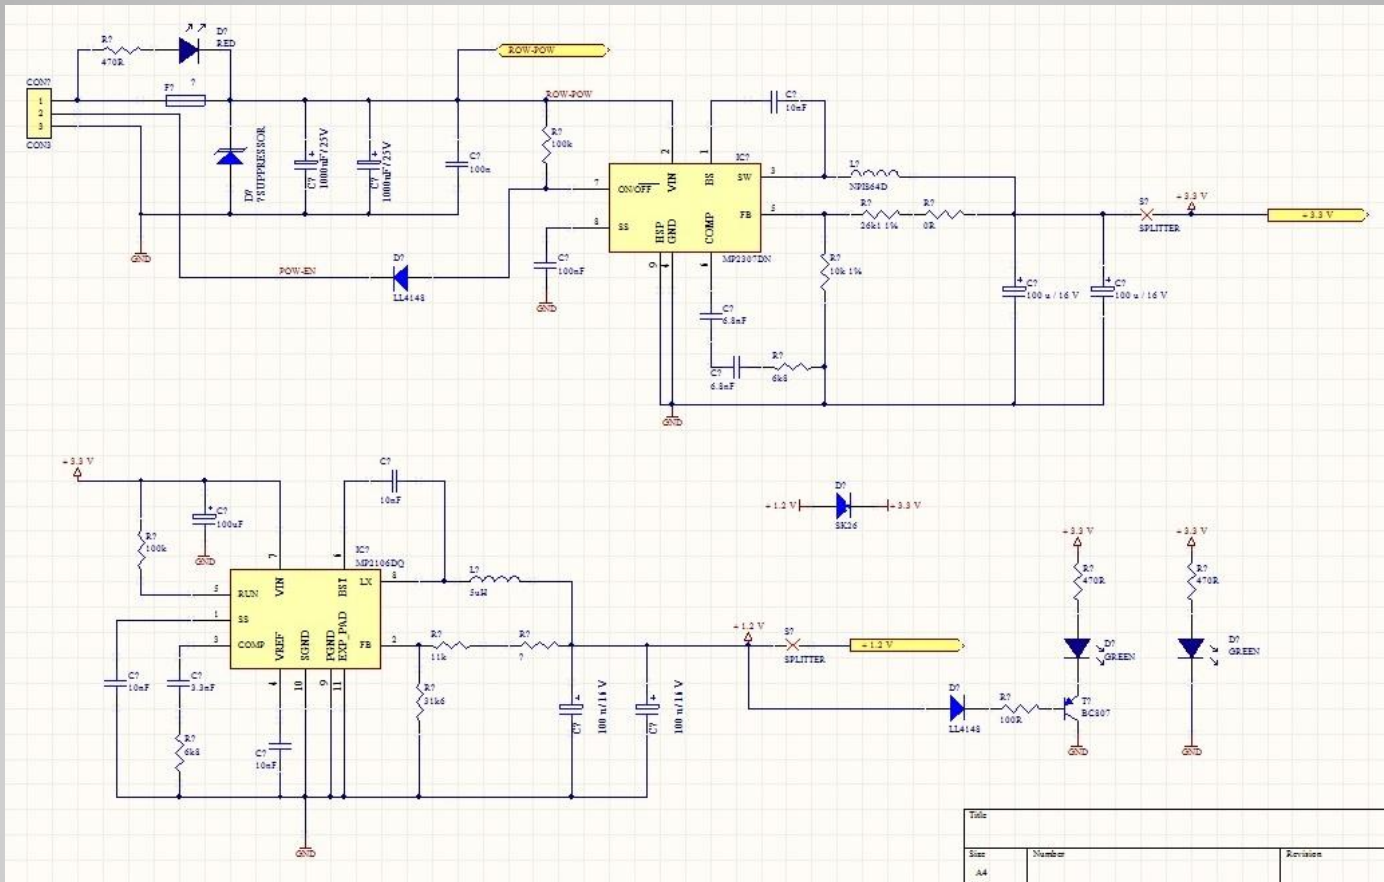 D?
RED
R?
470R
ROW-POW
CON?
F?
?
1
2
3
CON3
ROW-POW
D?
?SUPPRESSOR
C?
1000uF/25V
C?
1000uF/25V
C?
100n
R?
100k
C?
10nF
2
1
IC?
7
ON/OFF
VIN
BS
SW
3
L?
NPIS64D
8
SS
HSP
GND
COMP
FB
5
R?
26k1 1%
R?
0R
S?
SPLITTER
+3.3 V
+3.3 V
MP2307DN
9
4
6
GND
POW-EN
D?
LL4148
C?
100nF
GND
R?
10k 1%
C?
6.8nF
C?
6.8nF
R?
6k8
C?
100 u / 16 V
C?
100 u / 16 V
GND
+3.3 V
C?
10nF
C?
100uF
GND
R?
100k
7
6
IC?
MP2106DQ
5
RUN
VIN
BST
LX
8
L?
5uH
1
SS
3
COMP
VREF
SGND
PGND
EXP_PAD
FB
2
R?
11k
R?
?
4
10
9
11
C?
10nF
C?
3.3nF
R?
6k8
C?
10nF
R?
31k6
C?
100 u/16 V
C?
100 u/16 V
GND
+1.2 V
S?
SPLITTER
+1.2 V
+1.2 V
D?
SK26
+3.3 V
+3.3 V
R?
470R
D?
GREEN
+3.3 V
R?
470R
D?
GREEN
D?
LL4148
R?
100R
T?
BC807
GND
GND
Title
Size
Number
Revision
A4